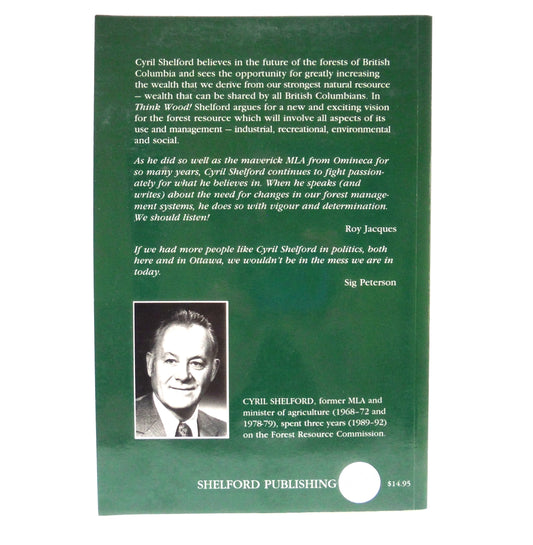 Cyril Shelford believes in the future of the forests of British
Columbia and sees the opportunity for greatly increasing
the wealth that we derive from our strongest natural resource
– wealth that can be shared by all British Columbians. In
Think Wood! Shelford argues for a new and exciting vision
for the forest resource which will involve all aspects of its
use and management – industrial, recreational, environmental
and social.
As he did so well as the maverick MLA from Omineca for
so many years, Cyril Shelford continues to fight passion-
ately for what he believes in. When he speaks (and
writes) about the need for changes in our forest manage-
ment systems, he does so with vigour and determination.
We should listen!
Roy Jacques
If we had more people like Cyril Shelford in politics, both
here and in Ottawa, we wouldn't be in the mess we are in
today.
Sig Peterson
CYRIL SHELFORD, former MLA and
minister of agriculture (1968–72 and
1978-79), spent three years (1989–92)
on the Forest Resource Commission.
SHELFORD PUBLISHING
$14.95